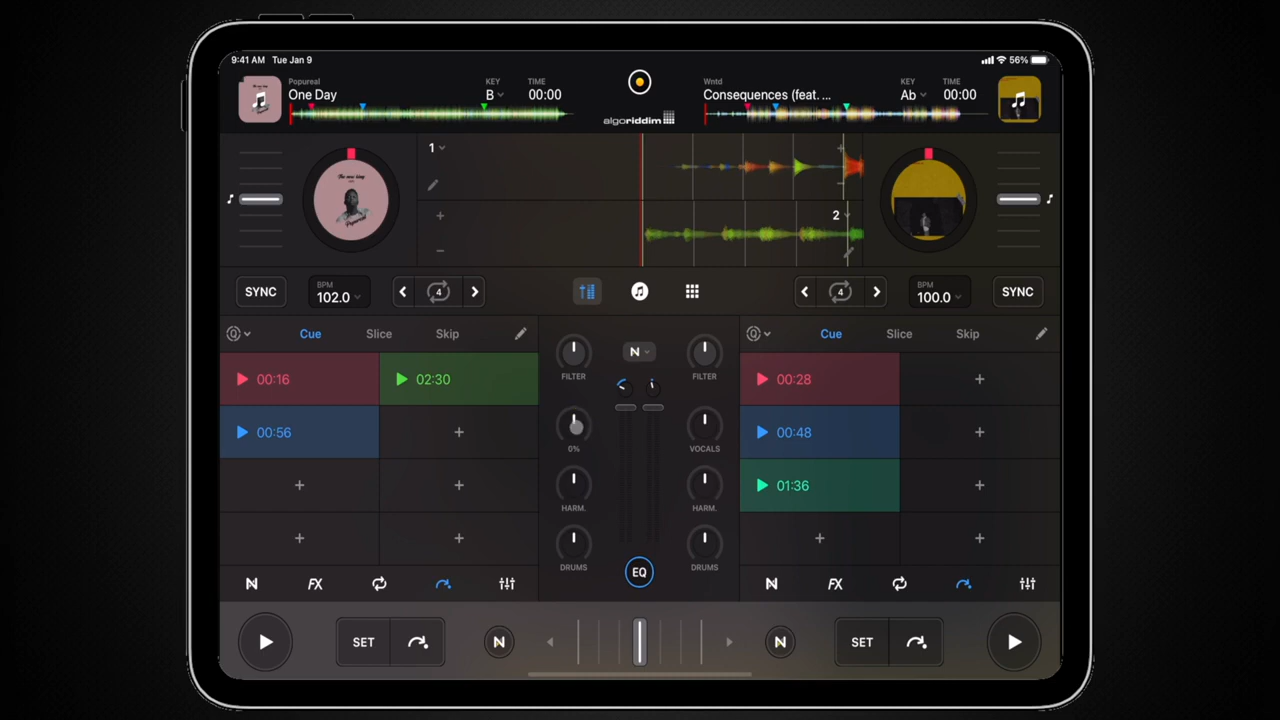 9:41 AM Tue Jan 9
56%
Popureal
One Day
KEY
B
TIME
00:00
algoriddim
Wntd
Consequences (feat. ...
KEY
Ab
TIME
00:00
1
2
SYNC
BPM
102.0
4
4
BPM
100.0
SYNC
Q
Cue
Slice
Skip
N
Q
Cue
Slice
Skip
FILTER
FILTER
00:16
02:30
00:28
00:56
0%
VOCALS
00:48
HARM.
HARM.
01:36
DRUMS
DRUMS
EQ
N
FX
N
FX
SET
N
N
SET